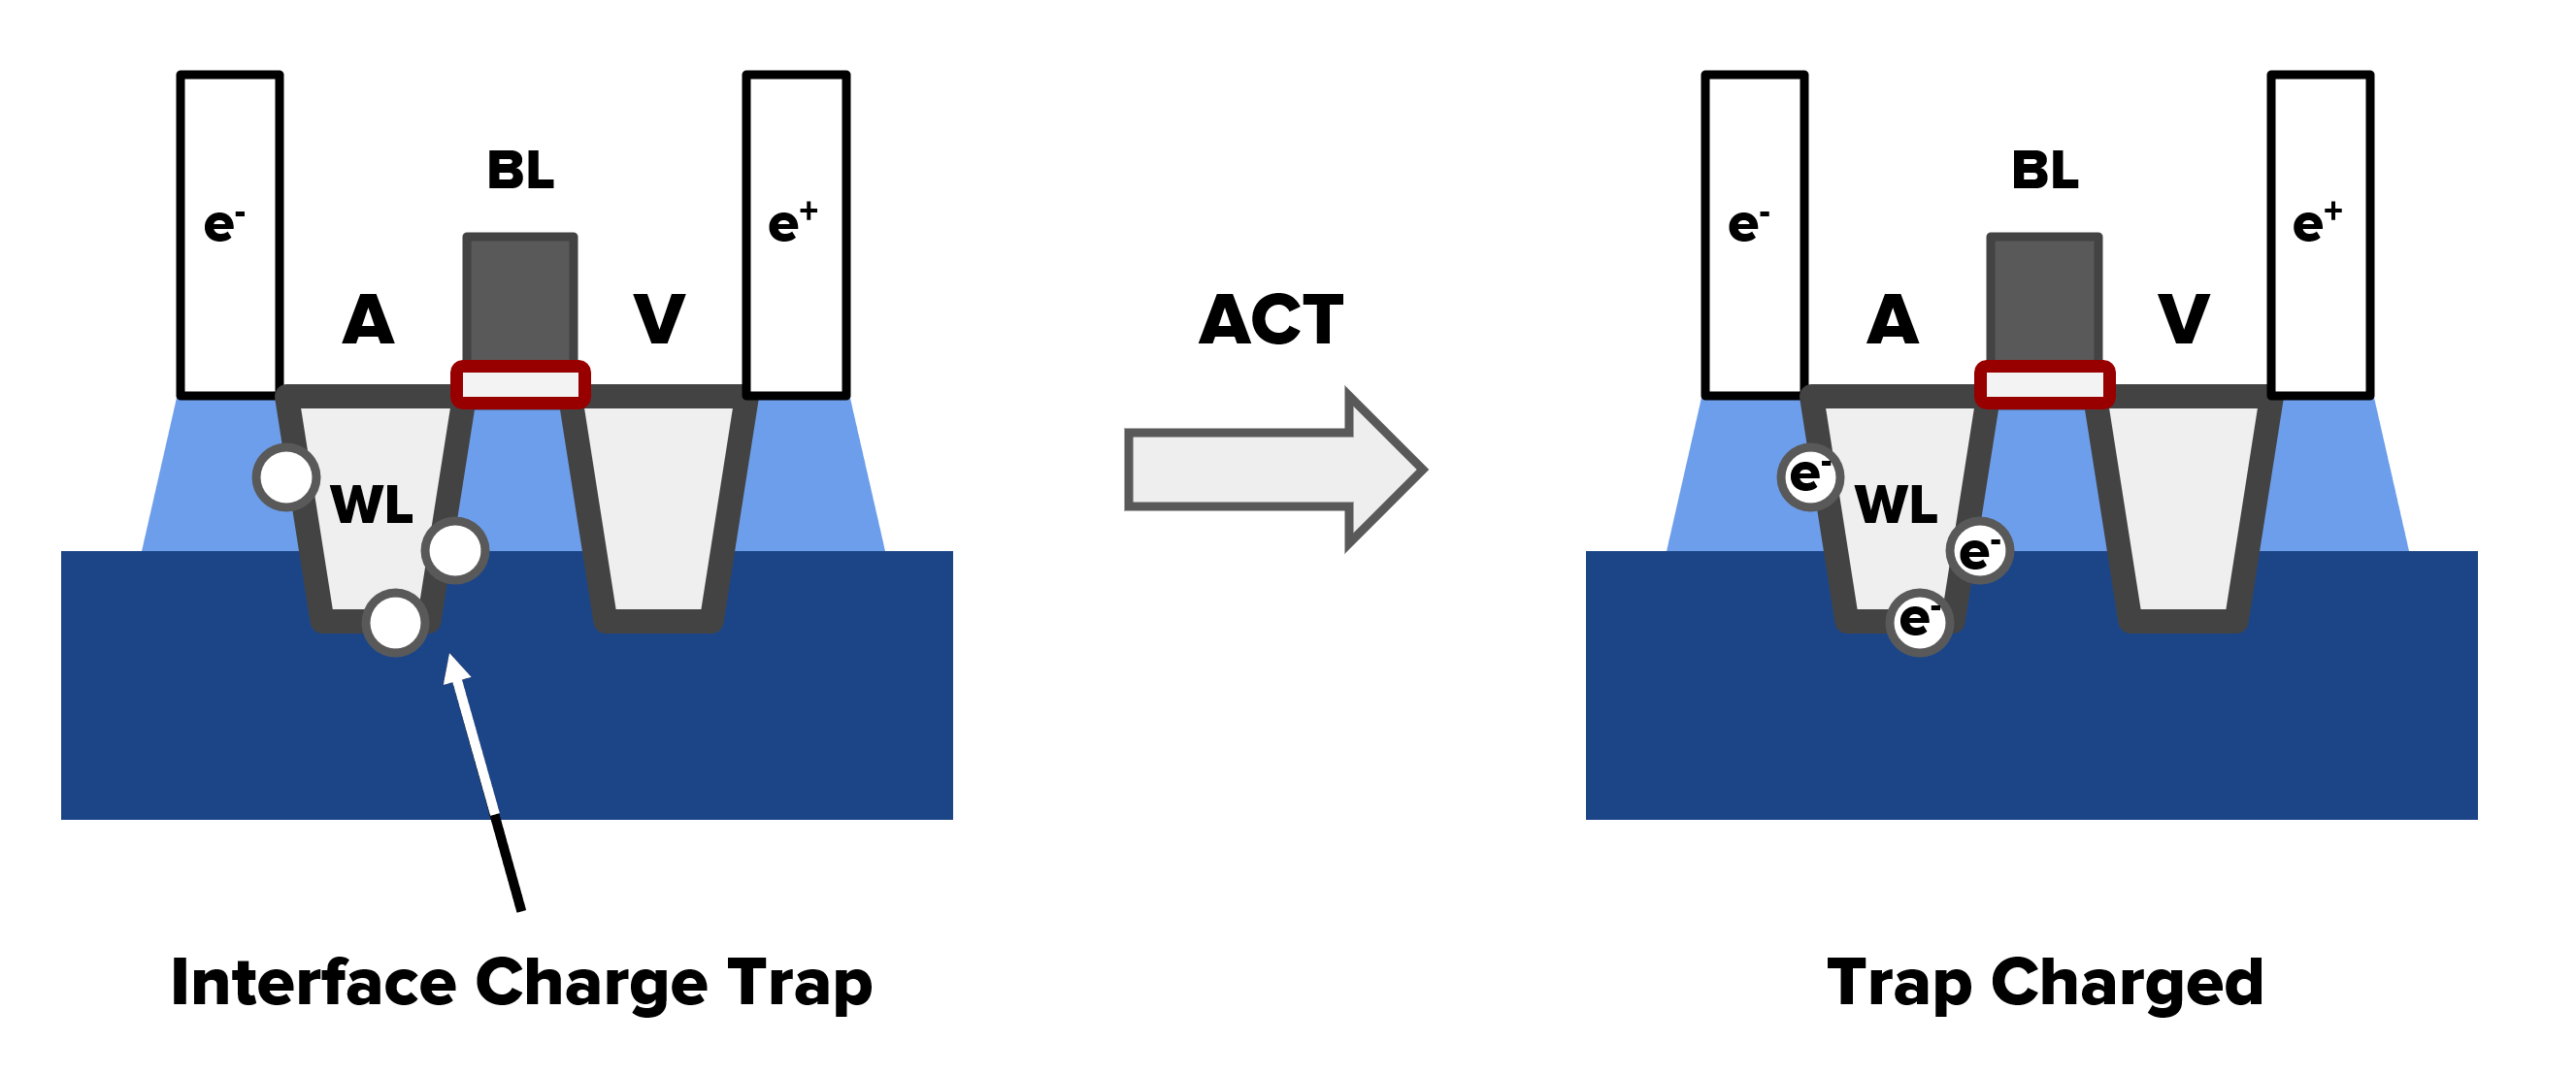 BL
e⁻
e⁺
A
V
WL
Interface Charge Trap
ACT
BL
e⁻
e⁺
A
V
e⁻
WL
e⁻
e⁻
Trap Charged